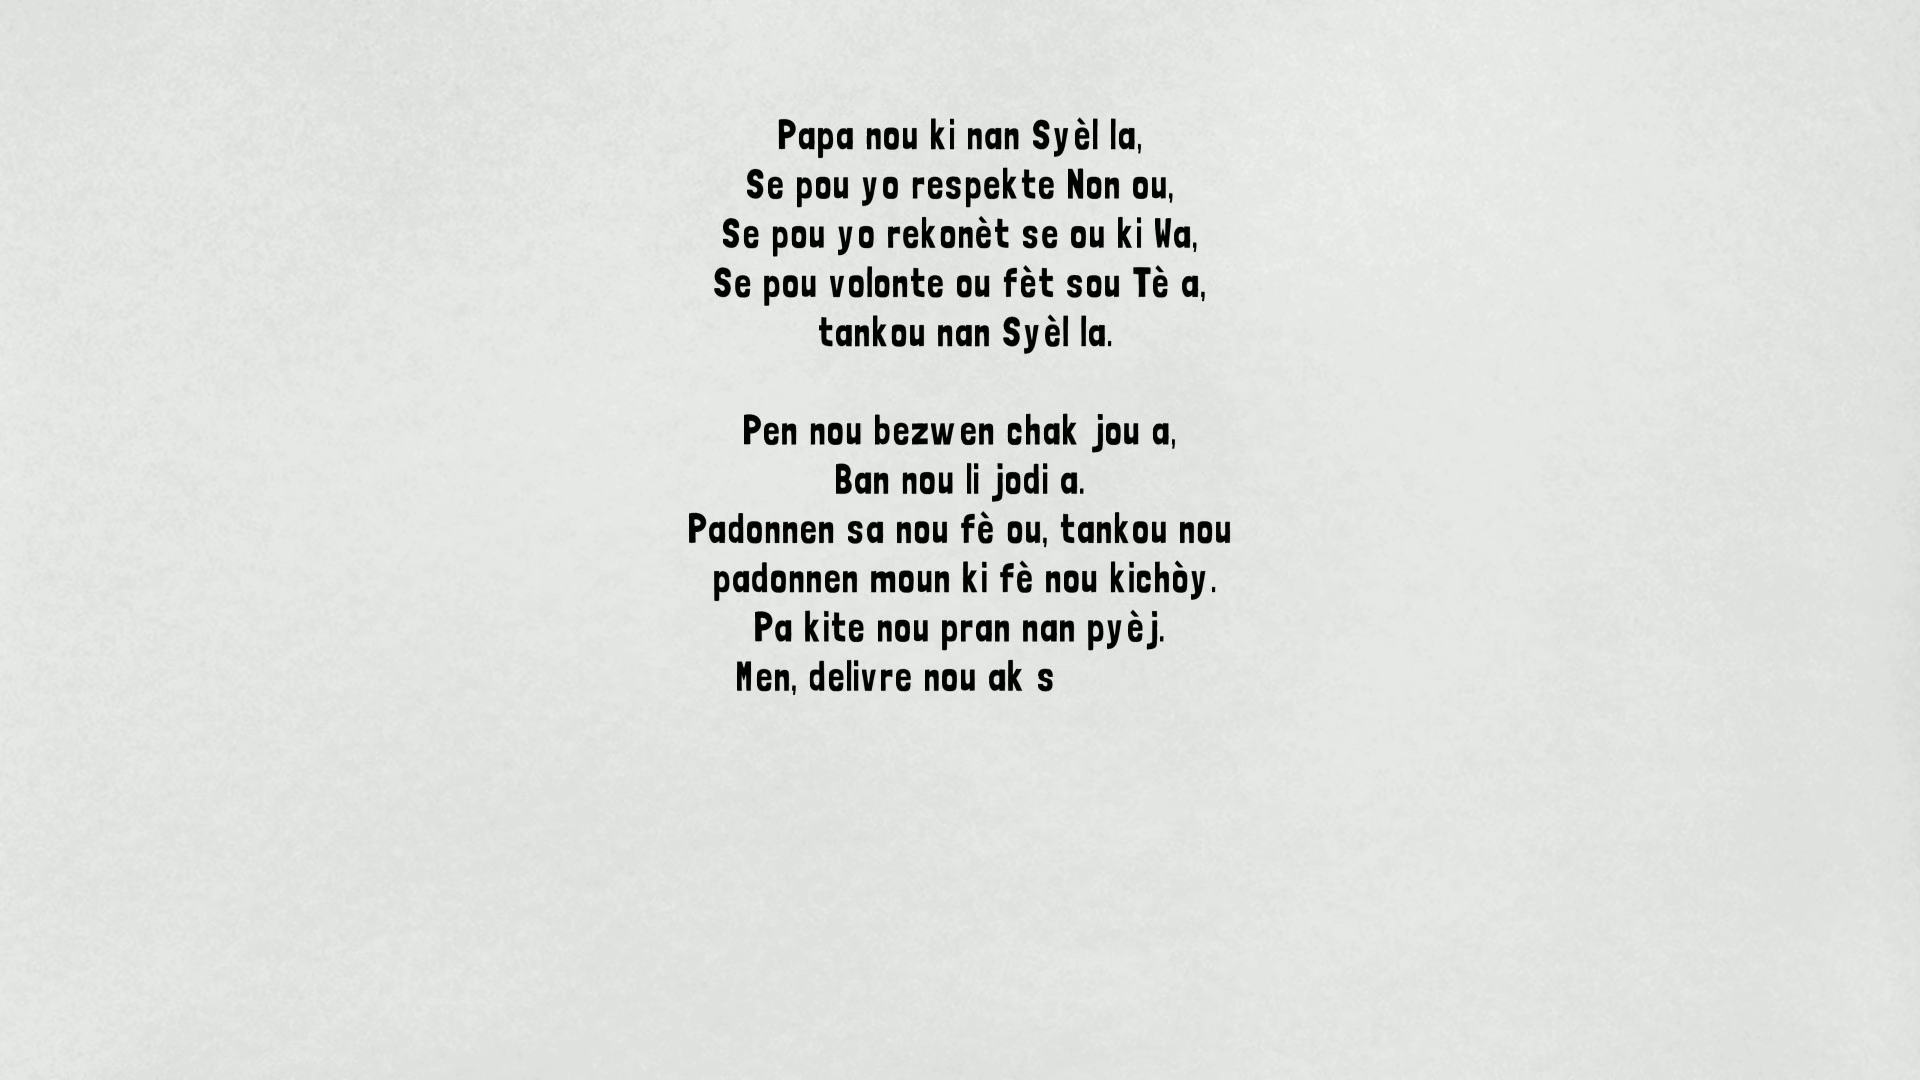 Papa nou ki nan Syèl la,
Se pou yo respekte Non ou,
Se pou yo rekonèt se ou ki Wa,
Se pou volonte ou fèt sou Tè a,
tankou nan Syèl la.
Pen nou bezwen chak jou a,
Ban nou li jodi a.
Padonnen sa nou fè ou, tankou nou
padonnen moun ki fè nou kichòy.
Pa kite nou pran nan pyèj.
Men, delivre nou ak s